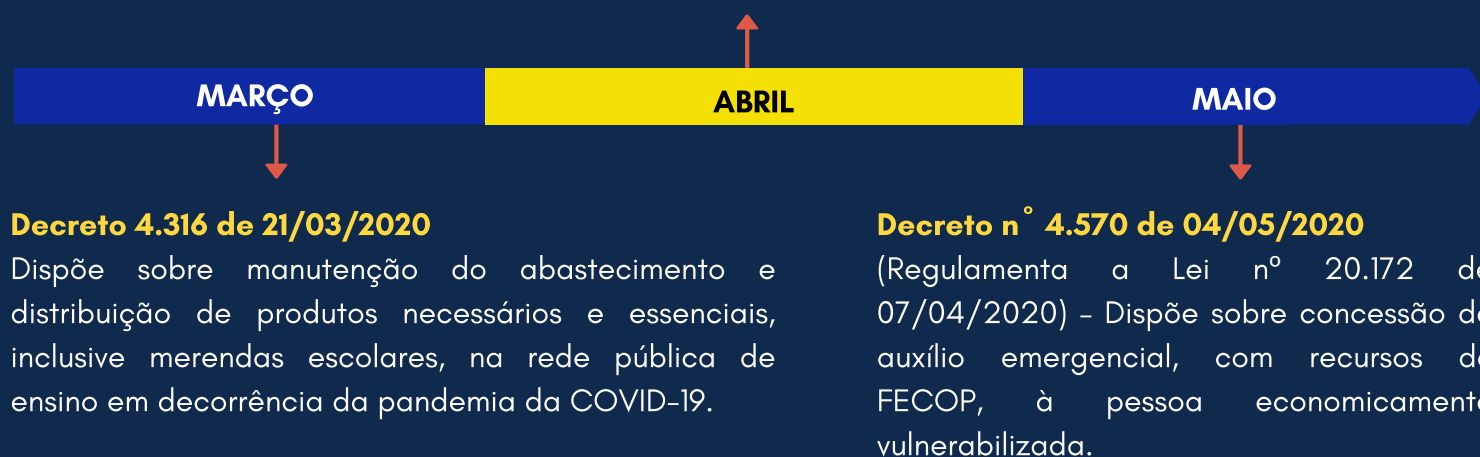 MARÇO
ABRIL
MAIO
Decreto 4.316 de 21/03/2020
Dispõe sobre manutenção do abastecimento e
distribuição de produtos necessários e essenciais,
inclusive merendas escolares, na rede pública de
ensino em decorrência da pandemia da COVID-19.
Decreto n° 4.570 de 04/05/2020
(Regulamenta a Lei nº 20.172 de
07/04/2020) - Dispõe sobre concessão
auxílio emergencial, com recursos
FECOP, à pessoa economicamente
vulnerabilizada.